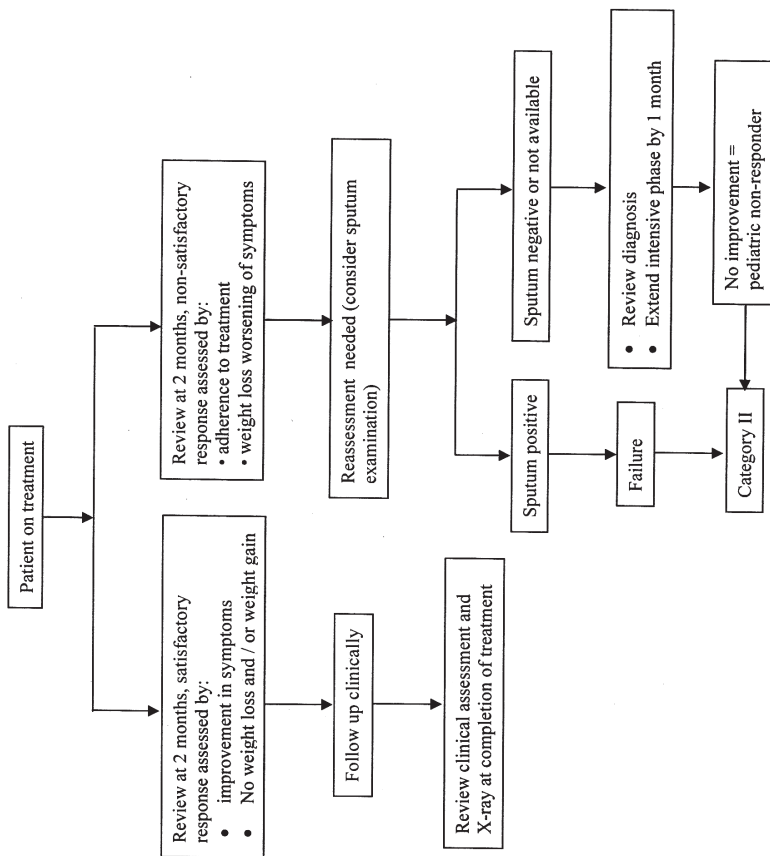 Patient on treatment
Review at 2 months, satisfactory
response assessed by:
• improvement in symptoms
• No weight loss and / or weight gain
Follow up clinically
Review clinical assessment and
X-ray at completion of treatment
Review at 2 months, non-satisfactory
response assessed by:
• adherence to treatment
• weight loss worsening of symptoms
Reassessment needed (consider sputum
examination)
Sputum positive
Failure
Category II
Sputum negative or not available
• Review diagnosis
• Extend intensive phase by 1 month
No improvement =
pediatric non-responder